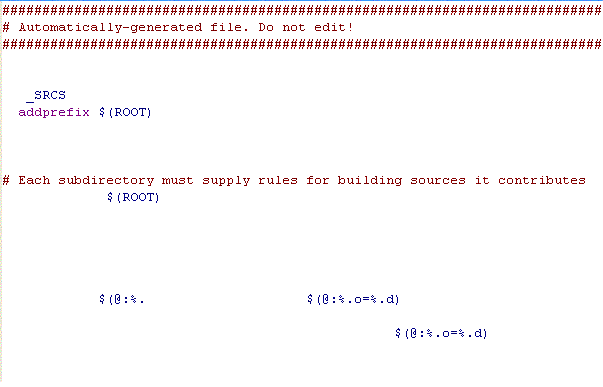 ###########################################################################
# Automatically-generated file. Do not edit!
###########################################################################
_SRCS
addprefix $(ROOT)
# Each subdirectory must supply rules for building sources it contributes
$(ROOT)
$(@:%. $(@:%.o=%.d)
$(@:%.o=%.d)